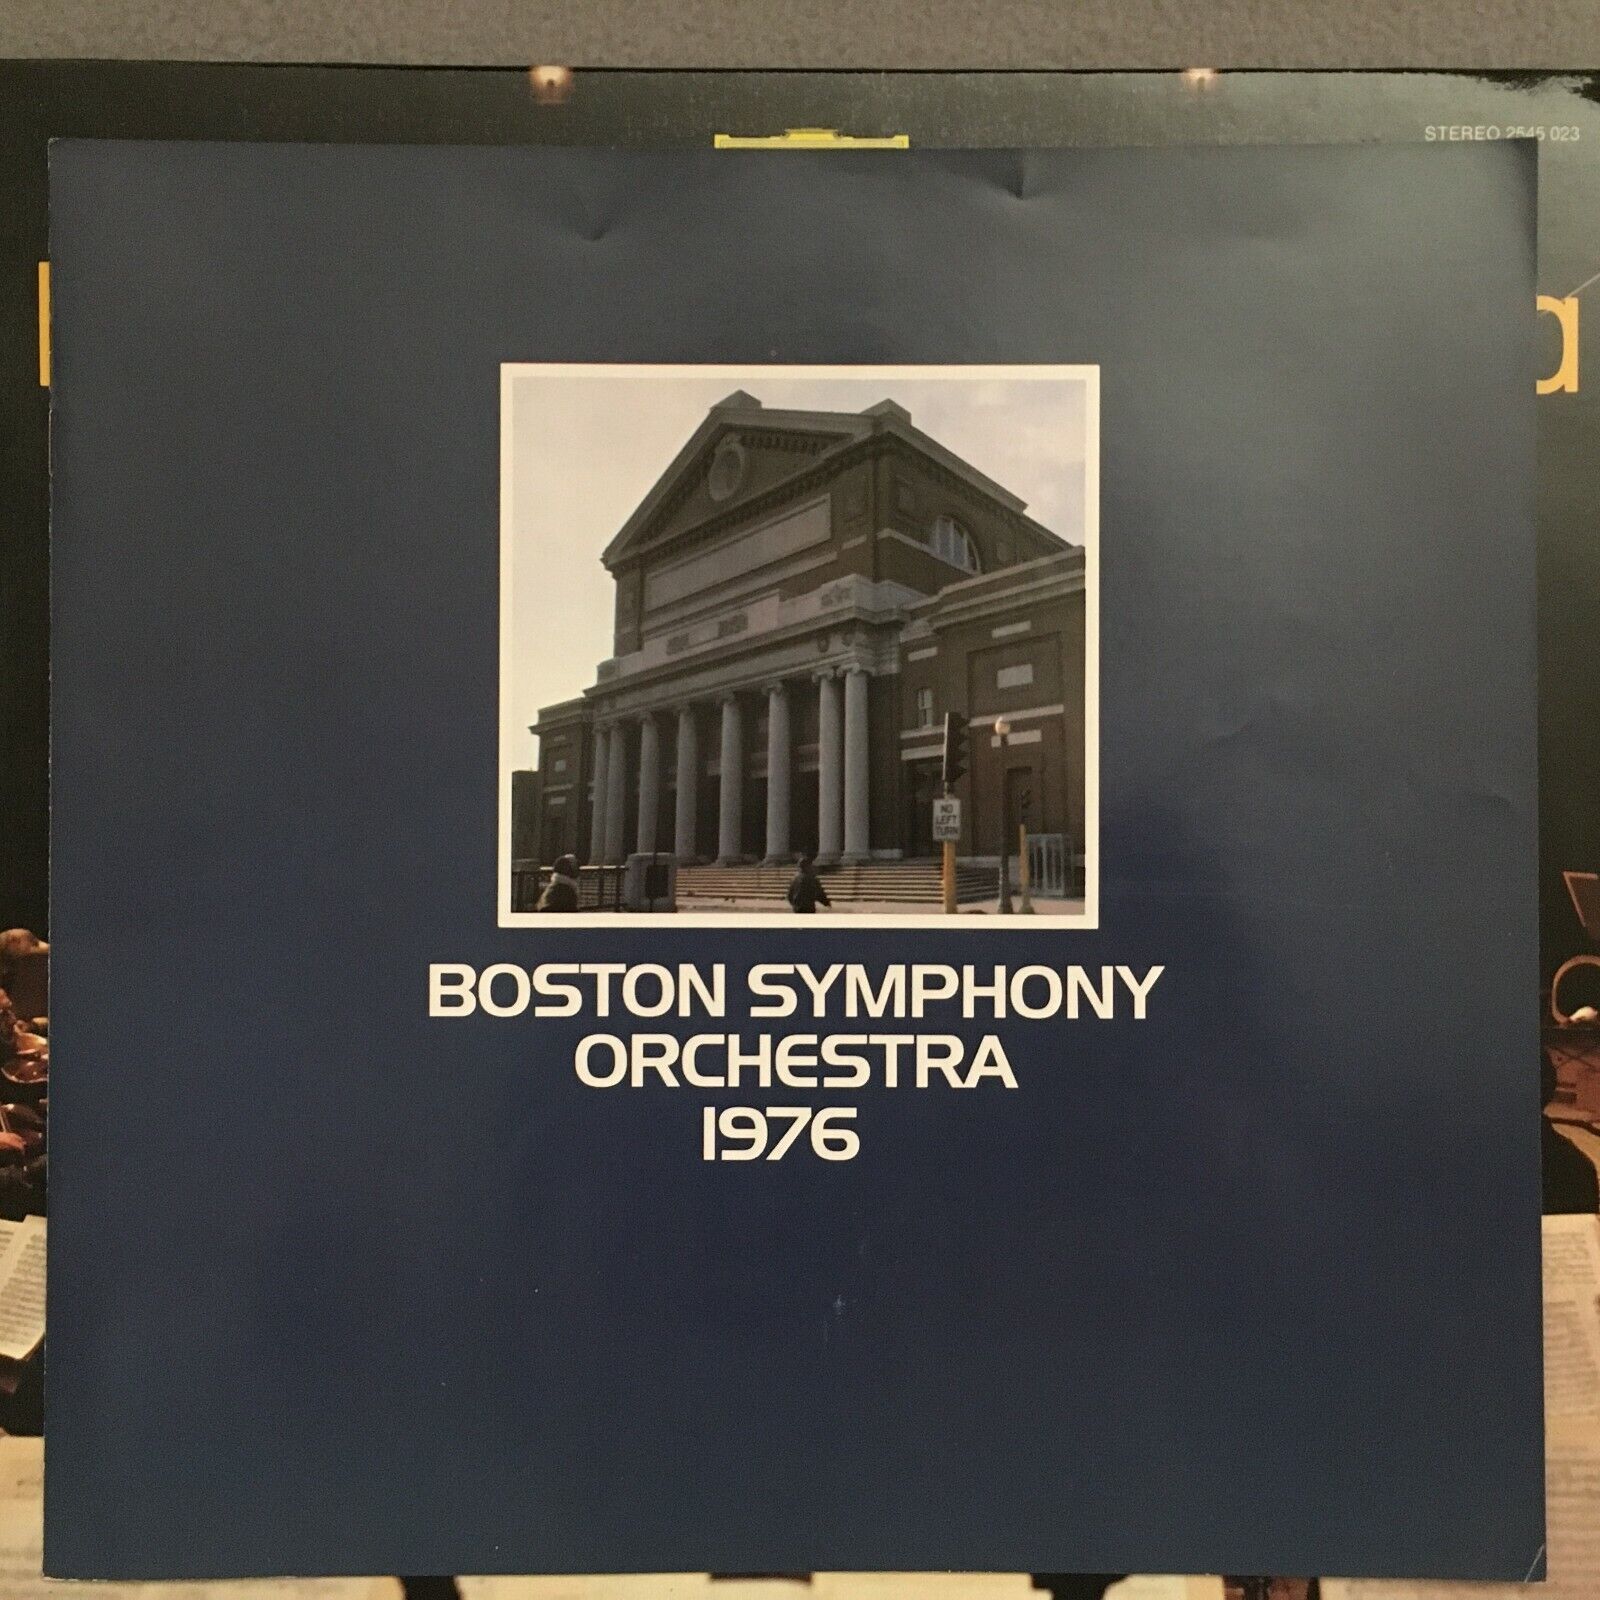 STEREO 2545 023
a
NO
LEFT
TURN
BOSTON SYMPHONY
ORCHESTRA
1976